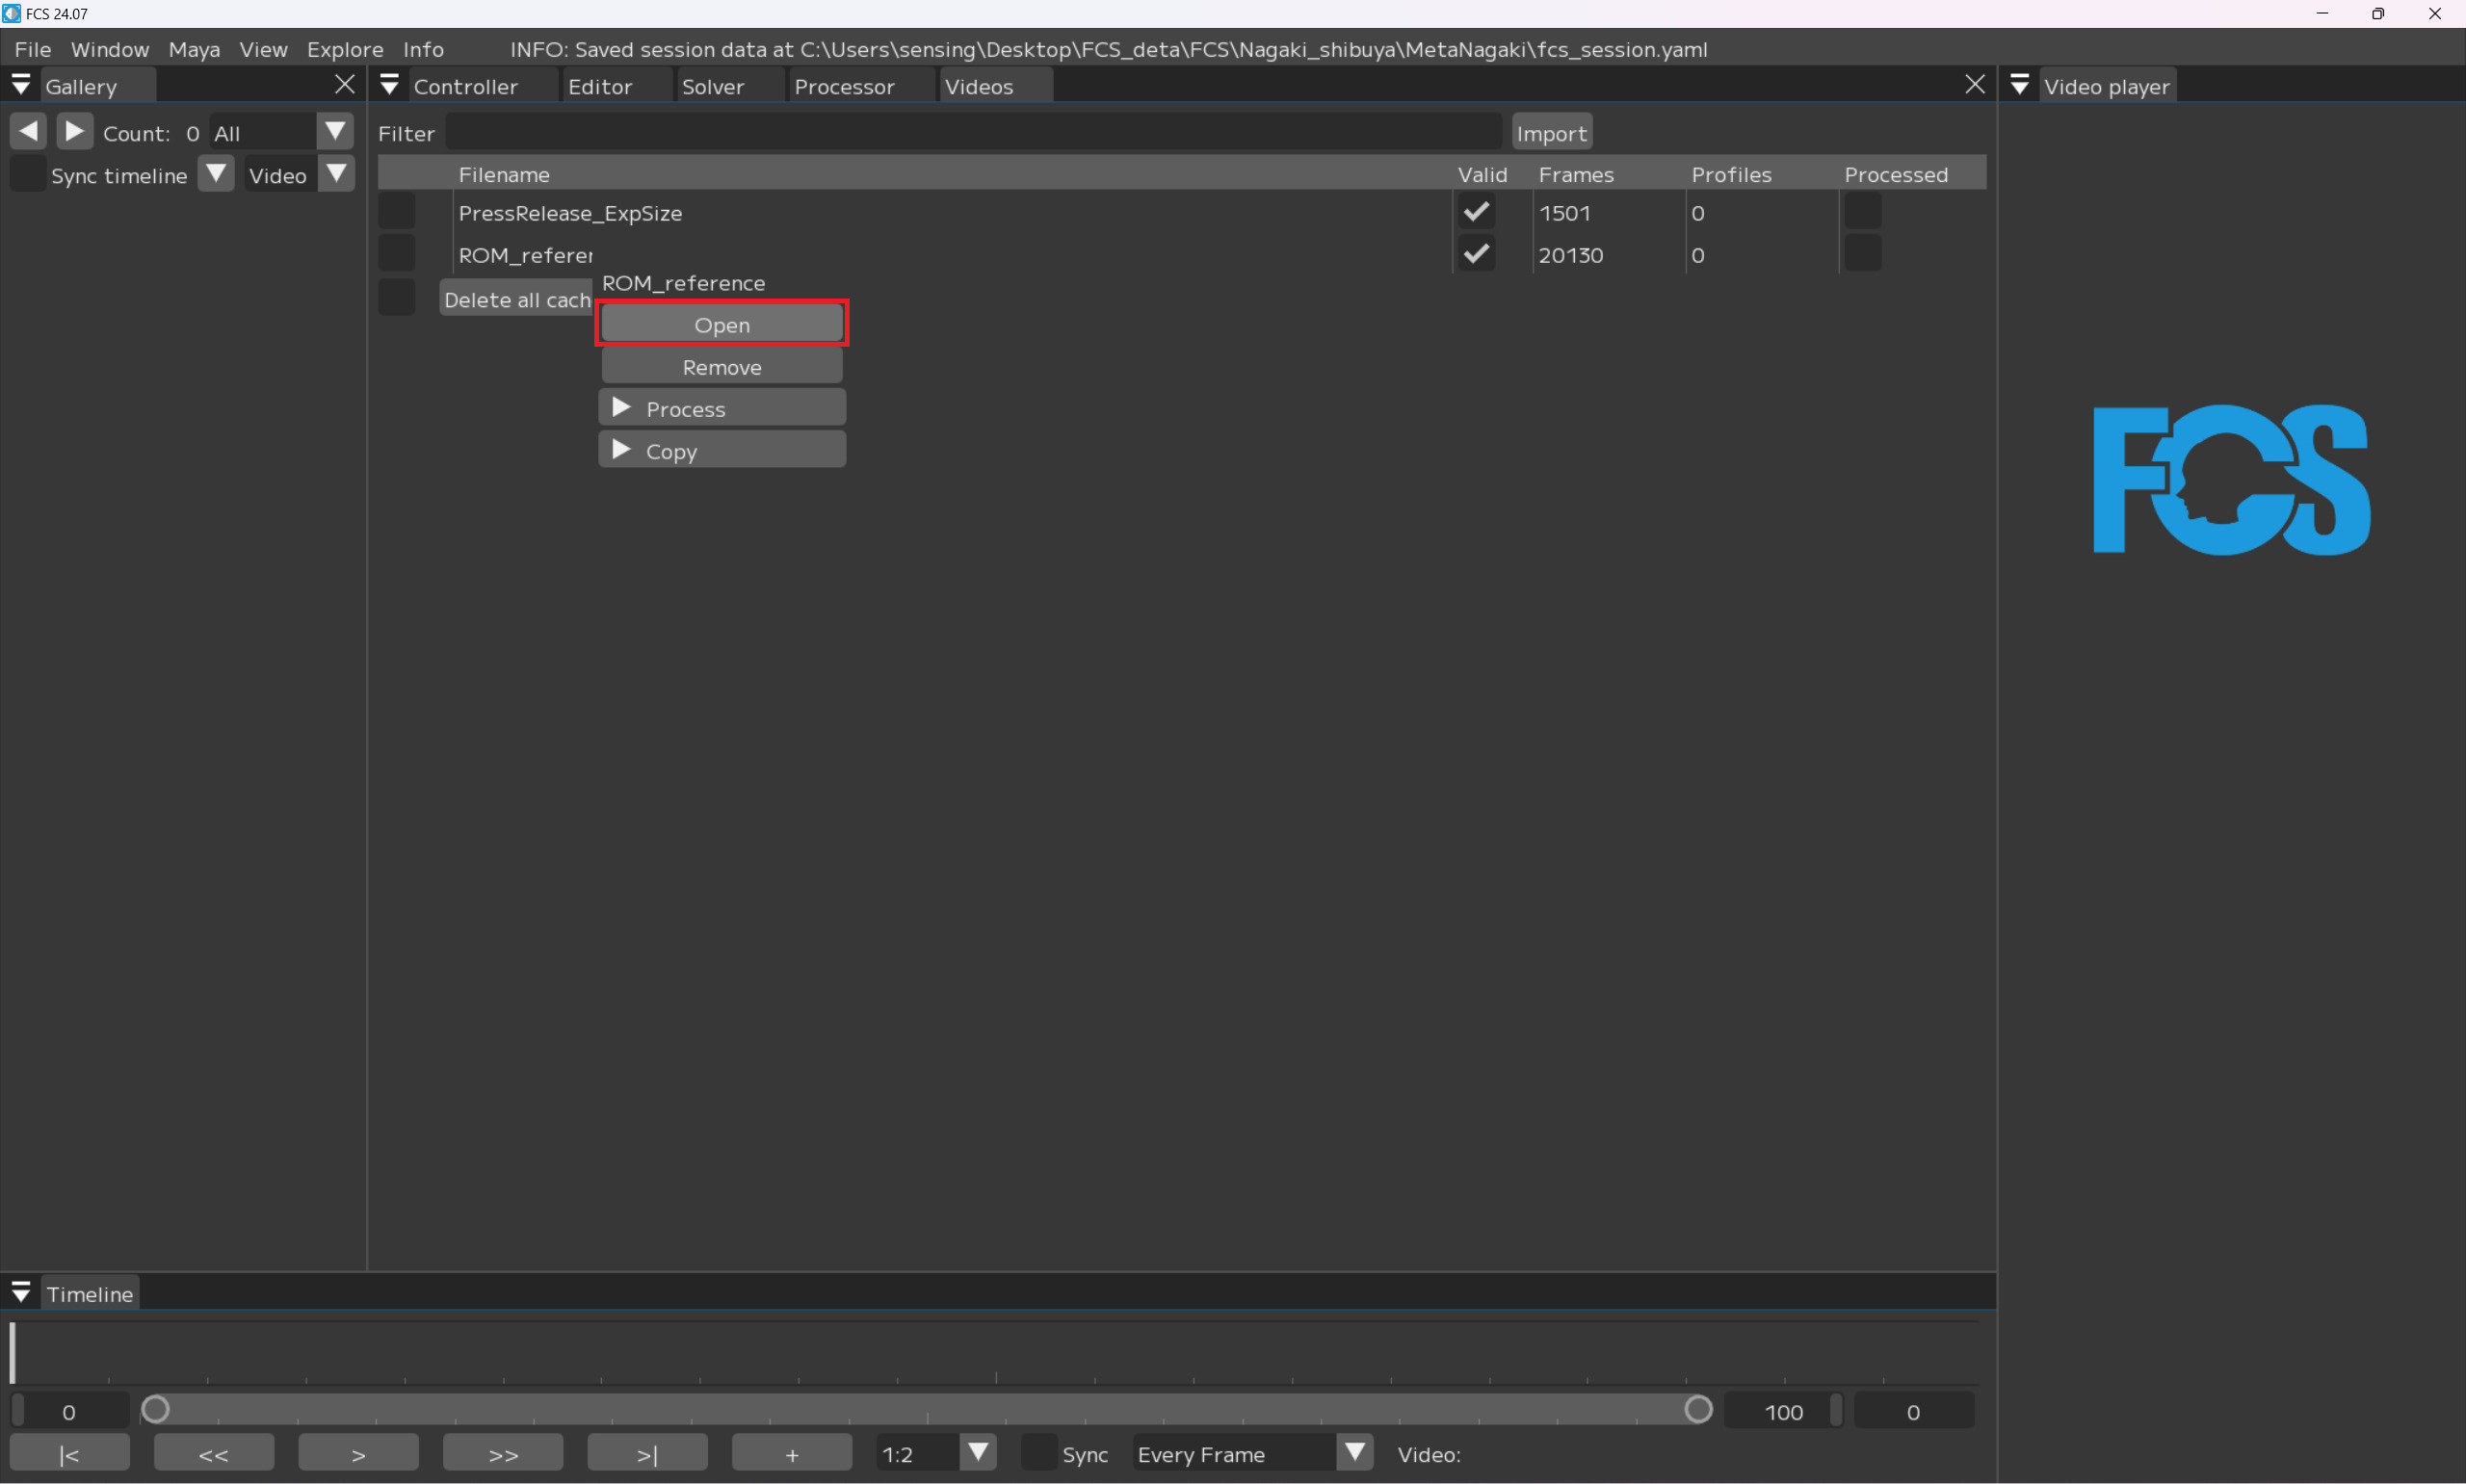 FCS 24.07
File Window Maya View Explore Info INFO: Saved session data at C:\Users\sensing\Desktop\FCS_deta\FCS\Nagaki_shibuya\MetaNagaki\fcs_session.yaml
Gallery Controller Editor Solver Processor Videos Video player
Count: 0 All
Sync timeline Video
Filter Import
Filename Valid Frames Profiles Processed
PressRelease_ExpSize 1501 0
ROM_referer 20130 0
Delete all cach
ROM_reference
Open
Remove
Process
Copy
FCS
Timeline
0 100 0
|< << > >> >| + 1:2 Sync Every Frame Video: